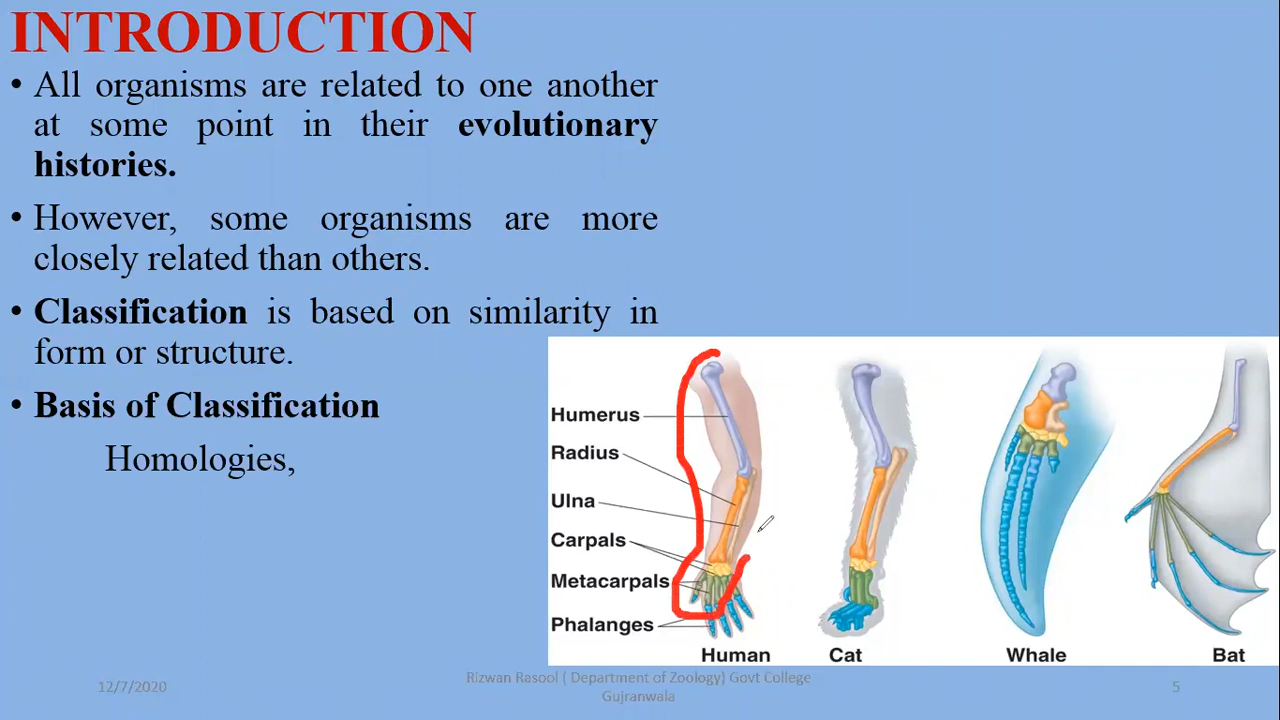 INTRODUCTION
• All organisms are related to one another
at some point in their evolutionary
histories.
• However, some organisms are more
closely related than others.
• Classification is based on similarity in
form or structure.
• Basis of Classification
Homologies,
Humerus
Radius
Ulna
Carpals
Metacarpals
Phalanges
Human
Cat
Whale
Bat
12/7/2020
Rizwan Rasool ( Department of Zoology) Govt College
Gujranwala
5